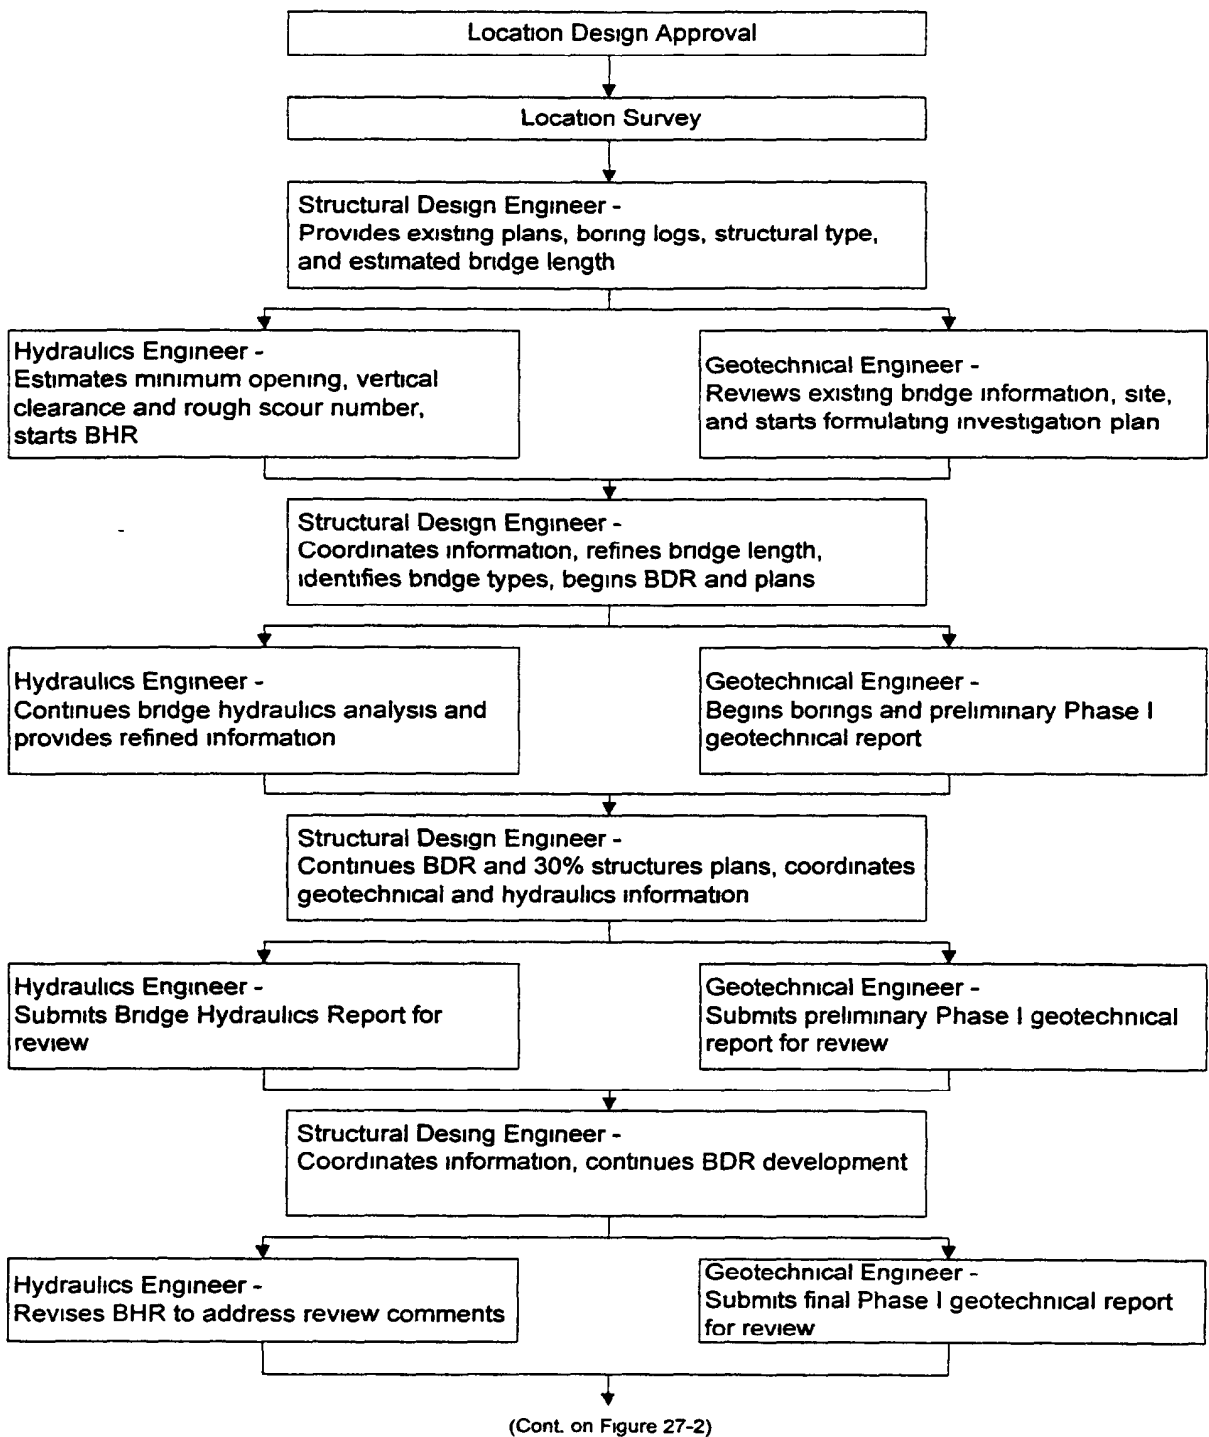 Location Design Approval
Location Survey
Structural Design Engineer -
Provides existing plans, boring logs, structural type,
and estimated bridge length
Hydraulics Engineer -
Estimates minimum opening, vertical
clearance and rough scour number,
starts BHR
Geotechnical Engineer -
Reviews existing bridge information, site,
and starts formulating investigation plan
Structural Design Engineer -
Coordinates information, refines bridge length,
identifies bridge types, begins BDR and plans
Hydraulics Engineer -
Continues bridge hydraulics analysis and
provides refined information
Geotechnical Engineer -
Begins borings and preliminary Phase I
geotechnical report
Structural Design Engineer -
Continues BDR and 30% structures plans, coordinates
geotechnical and hydraulics information
Hydraulics Engineer -
Submits Bridge Hydraulics Report for
review
Geotechnical Engineer -
Submits preliminary Phase I geotechnical
report for review
Structural Desing Engineer -
Coordinates information, continues BDR development
Hydraulics Engineer -
Revises BHR to address review comments
Geotechnical Engineer -
Submits final Phase I geotechnical report
for review
(Cont. on Figure 27-2)